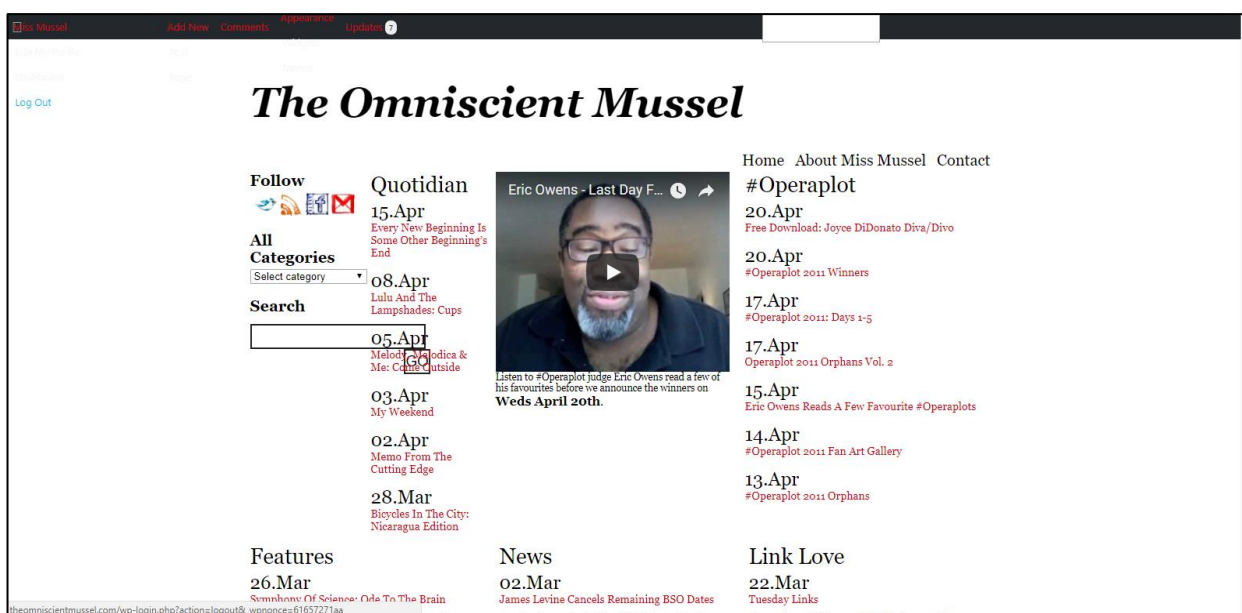 Miss Mussel Add New Comments Appearance Updates 7
Log Out
The Omniscient Mussel
Home About Miss Mussel Contact
Follow
All
Categories
Select category
Search
GO
Quotidian
15.Apr
Every New Beginning Is
Some Other Beginning's
End
08.Apr
Lulu And The
Lampshades: Cups
05.Apr
Melody, Melodica &
Me: Come Outside
03.Apr
My Weekend
02.Apr
Memo From The
Cutting Edge
28.Mar
Bicycles In The City:
Nicaragua Edition
Eric Owens - Last Day F...
Listen to #Operaplot judge Eric Owens read a few of
his favourites before we announce the winners on
Weds April 20th.
#Operaplot
20.Apr
Free Download: Joyce DiDonato Diva/Divo
20.Apr
#Operaplot 2011 Winners
17.Apr
#Operaplot 2011: Days 1-5
17.Apr
Operaplot 2011 Orphans Vol. 2
15.Apr
Eric Owens Reads A Few Favourite #Operaplots
14.Apr
#Operaplot 2011 Fan Art Gallery
13.Apr
#Operaplot 2011 Orphans
Features
26.Mar
Symphony Of Science: Ode To The Brain
News
02.Mar
James Levine Cancels Remaining BSO Dates
Link Love
22.Mar
Tuesday Links
theomniscientmussel.com/wp-login.php?action=logout&_wpnonce=61657271aa